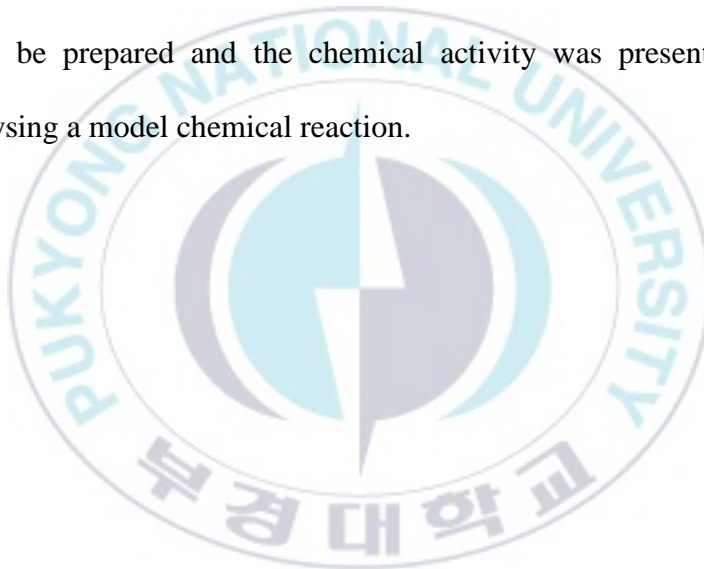 be prepared and the chemical activity was present
ysing a model chemical reaction.
PUKYONG NATIONAL UNIVERSITY
부경대학교